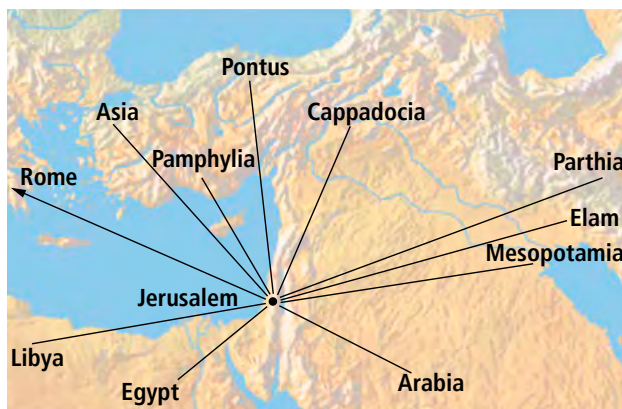 Pontus
Asia
Cappadocia
Pamphylia
Parthia
Rome
Elam
Mesopotamia
Jerusalem
Libya
Egypt
Arabia